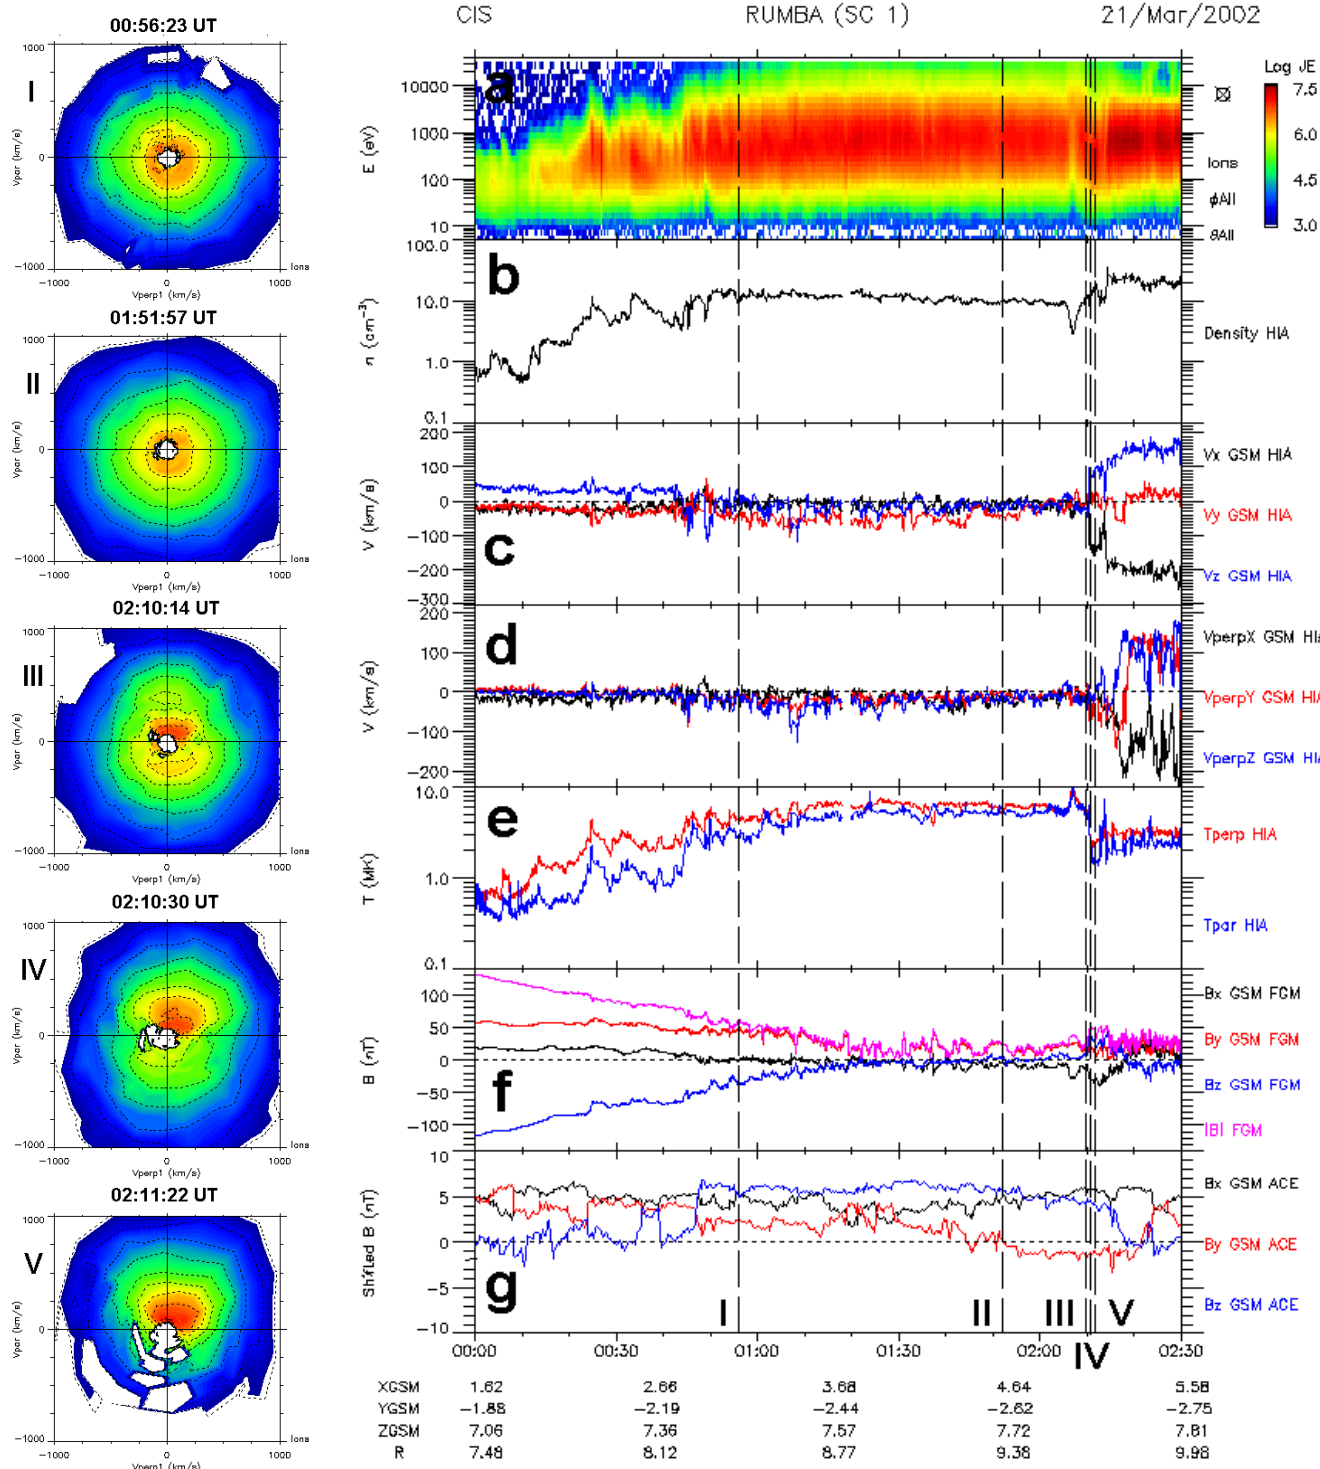 CIS RUMBA (SC 1) 21/Mar/2002
00:56:23 UT
I
1000
0
-1000
Vpar (km/s)
-1000 0 1000
Vperp1 (km/s)
Ions
01:51:57 UT
II
1000
0
-1000
Vpar (km/s)
-1000 0 1000
Vperp1 (km/s)
Ions
02:10:14 UT
III
1000
0
-1000
Vpar (km/s)
-1000 0 1000
Vperp1 (km/s)
Ions
02:10:30 UT
IV
1000
0
-1000
Vpar (km/s)
-1000 0 1000
Vperp1 (km/s)
Ions
02:11:22 UT
V
1000
0
-1000
Vpar (km/s)
-1000 0 1000
Vperp1 (km/s)
Ions
a
E (eV)
10000
1000
100
10
Ions
ϕAll
θAll
Log JE
7.5
6.0
4.5
3.0
b
n (cm⁻³)
100.0
10.0
1.0
0.1
Density HIA
c
V (km/s)
200
100
0
-100
-200
-300
Vx GSM HIA
Vy GSM HIA
Vz GSM HIA
d
V (km/s)
200
100
0
-100
-200
VperpX GSM HIA
VperpY GSM HIA
VperpZ GSM HIA
e
T (MK)
10.0
1.0
0.1
Tperp HIA
Tpar HIA
f
B (nT)
100
50
0
-50
-100
Bx GSM FGM
By GSM FGM
Bz GSM FGM
|B| FGM
g
Shifted B (nT)
10
5
0
-5
-10
Bx GSM ACE
By GSM ACE
Bz GSM ACE
I II III V
IV
00:00 00:30 01:00 01:30 02:00 02:30
XGSM 1.62 2.66 3.68 4.64 5.58
YGSM -1.88 -2.19 -2.44 -2.62 -2.75
ZGSM 7.06 7.36 7.57 7.72 7.81
R 7.48 8.12 8.77 9.38 9.98